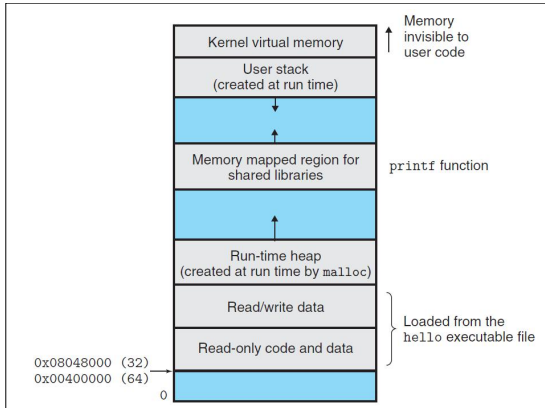 Kernel virtual memory
Memory
invisible to
user code
User stack
(created at run time)
Memory mapped region for
shared libraries
printf function
Run-time heap
(created at run time by malloc)
Read/write data
Loaded from the
hello executable file
Read-only code and data
0x08048000 (32)
0x00400000 (64)
0